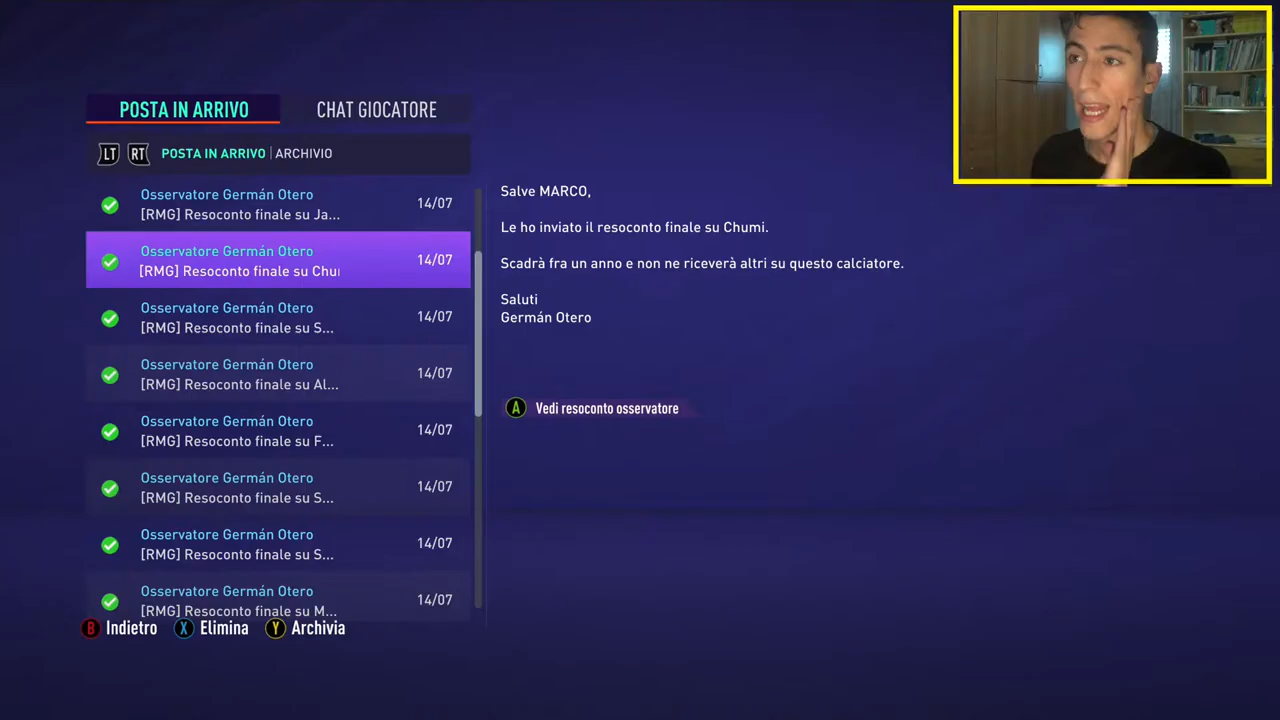 POSTA IN ARRIVO
CHAT GIOCATORE
LT RT POSTA IN ARRIVO | ARCHIVIO
Osservatore Germán Otero
[RMG] Resoconto finale su Ja...
14/07
Osservatore Germán Otero
[RMG] Resoconto finale su Chu
14/07
Osservatore Germán Otero
[RMG] Resoconto finale su S...
14/07
Osservatore Germán Otero
[RMG] Resoconto finale su Al...
14/07
Osservatore Germán Otero
[RMG] Resoconto finale su F...
14/07
Osservatore Germán Otero
[RMG] Resoconto finale su S...
14/07
Osservatore Germán Otero
[RMG] Resoconto finale su S...
14/07
Osservatore Germán Otero
[RMG] Resoconto finale su M...
14/07
B Indietro X Elimina Y Archivia
Salve MARCO,
Le ho inviato il resoconto finale su Chumi.
Scadrà fra un anno e non ne riceverà altri su questo calciatore.
Saluti
Germán Otero
A Vedi resoconto osservatore